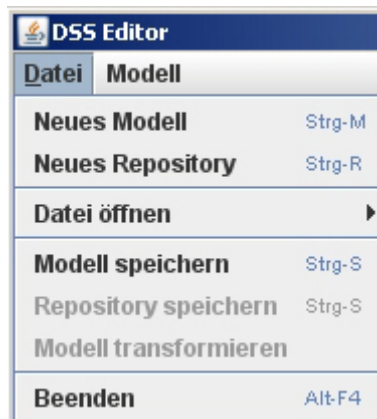 DSS Editor
Datei Modell
Neues Modell Strg-M
Neues Repository Strg-R
Datei öffnen
Modell speichern Strg-S
Repository speichern Strg-S
Modell transformieren
Beenden Alt-F4